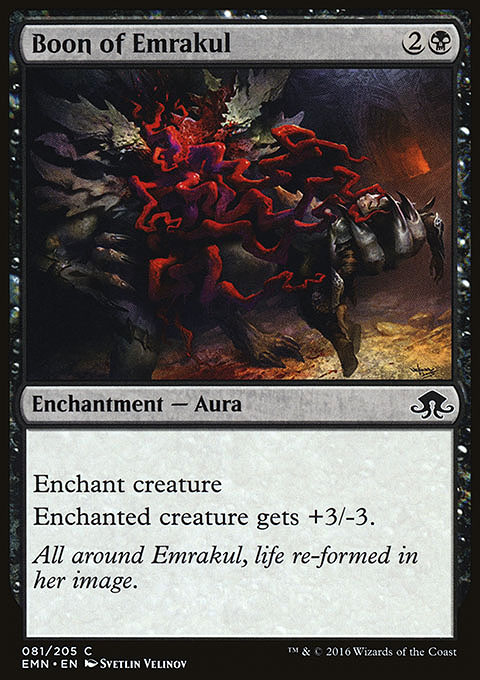 Boon of Emrakul 2
Enchantment — Aura
Enchant creature
Enchanted creature gets +3/-3.
All around Emrakul, life re-formed in
her image.
081/205 C
EMN • EN Svetlin Velinov
™ & © 2016 Wizards of the Coast